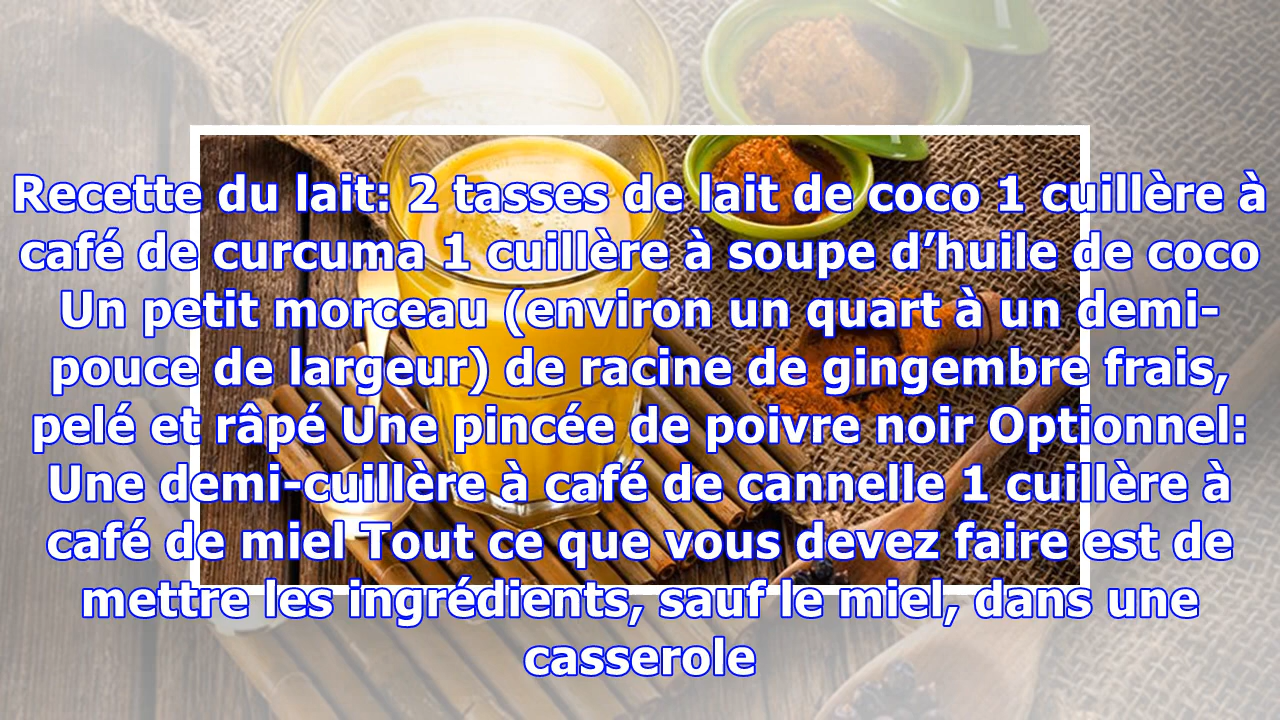 Recette du lait: 2 tasses de lait de coco 1 cuillère à
café de curcuma 1 cuillère à soupe d’huile de coco
Un petit morceau (environ un quart à un demi-
pouce de largeur) de racine de gingembre frais,
pelé et râpé Une pincée de poivre noir Optionnel:
Une demi-cuillère à café de cannelle 1 cuillère à
café de miel Tout ce que vous devez faire est de
mettre les ingrédients, sauf le miel, dans une
casserole